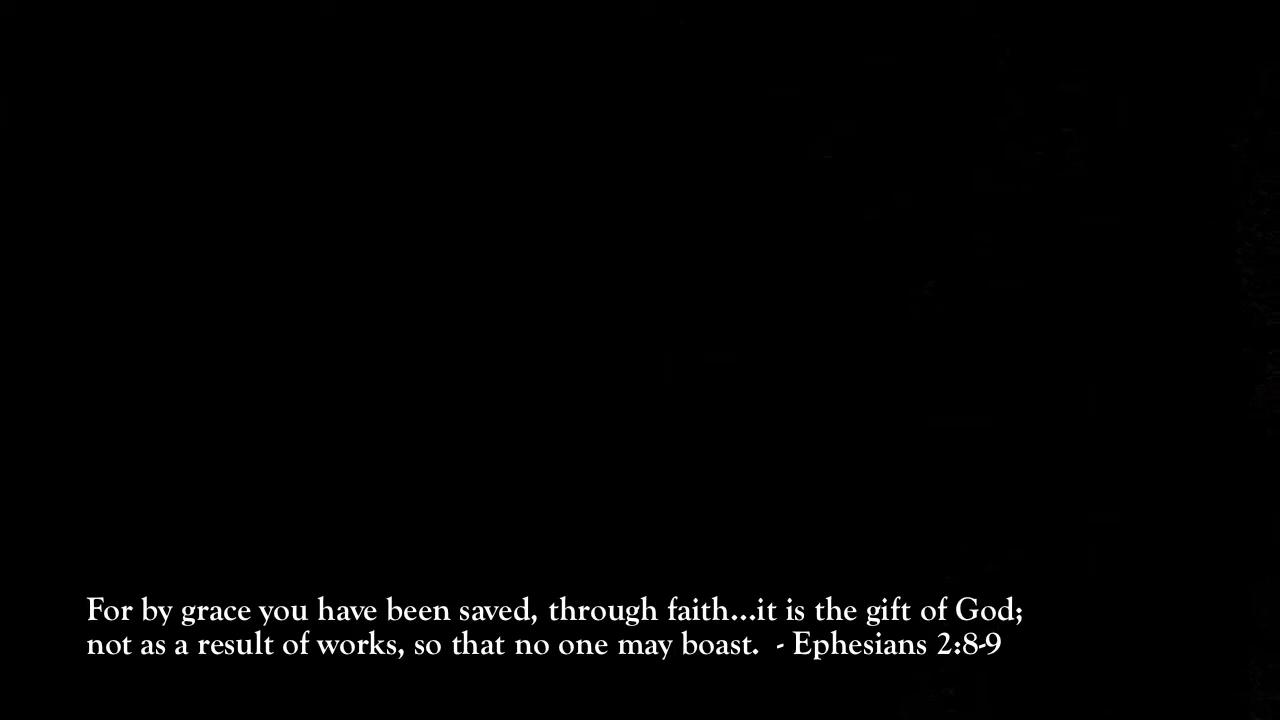 For by grace you have been saved, through faith...it is the gift of God;
not as a result of works, so that no one may boast.  - Ephesians 2:8-9